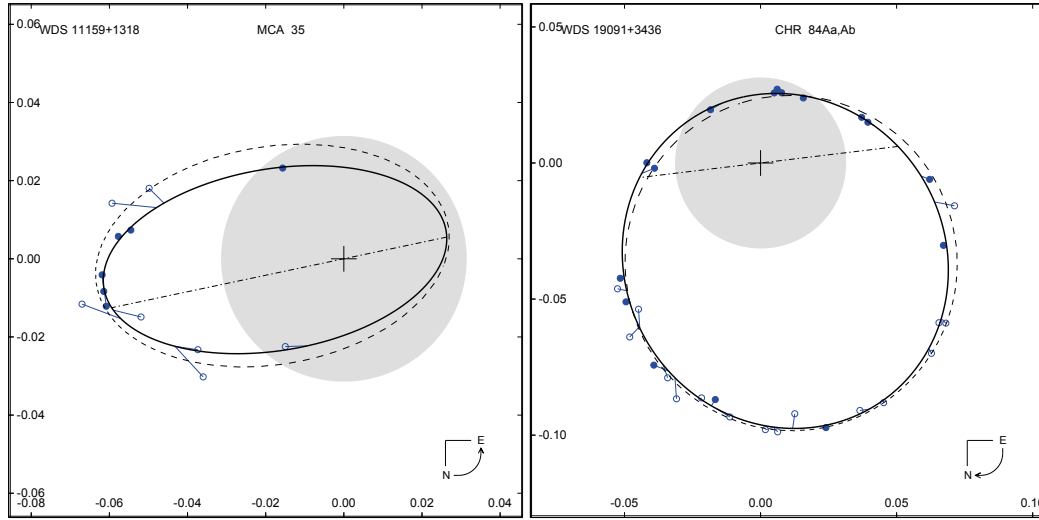 0.06
WDS 11159+1318 MCA 35
0.04
0.02
0.00
-0.02
-0.04
-0.06
-0.08 -0.06 -0.04 -0.02 0.00 0.02 0.04
E
N
0.05
WDS 19091+3436 CHR 84Aa,Ab
0.00
-0.05
-0.10
-0.05 0.00 0.05 0.10
E
N